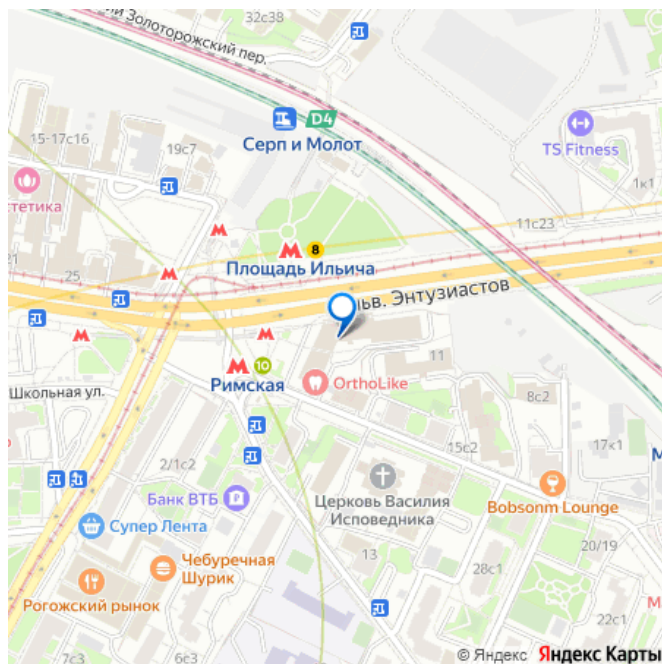 й Золоторожский пер.
32с38
D4
Серп и Молот
TS Fitness
15-17с16
19с7
1к1
стетика
11с23
8
Площадь Ильича
21
25
ьв. Энтузиастов
10
Римская
OrthoLike
11
Школьная ул.
8с2
15с2
17к1
М
2/1с2
Банк ВТБ
Церковь Василия
Исповедника
Bobsonm Lounge
Супер Лента
Чебуречная
Шурик
13
20/19
28с1
Рогожский рынок
М
22с1
7с3
6с3
© Яндекс Яндекс Карты